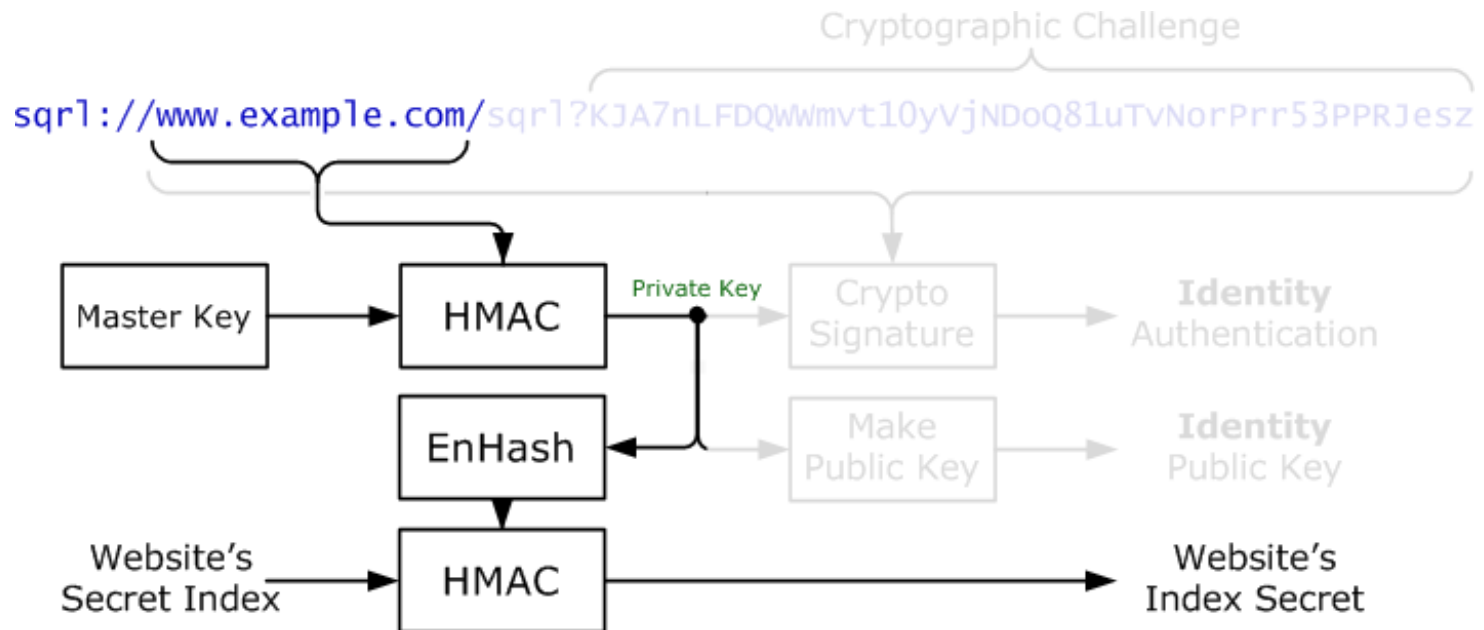 Cryptographic Challenge
sqrl://www.example.com/sqrl?KJA7nLFDQWWmvt10yVjNDoQ81uTvNorPrr53PPRJesz
Master Key
HMAC
Private Key
Crypto
Signature
Identity
Authentication
EnHash
Make
Public Key
Identity
Public Key
Website's
Secret Index
HMAC
Website's
Index Secret